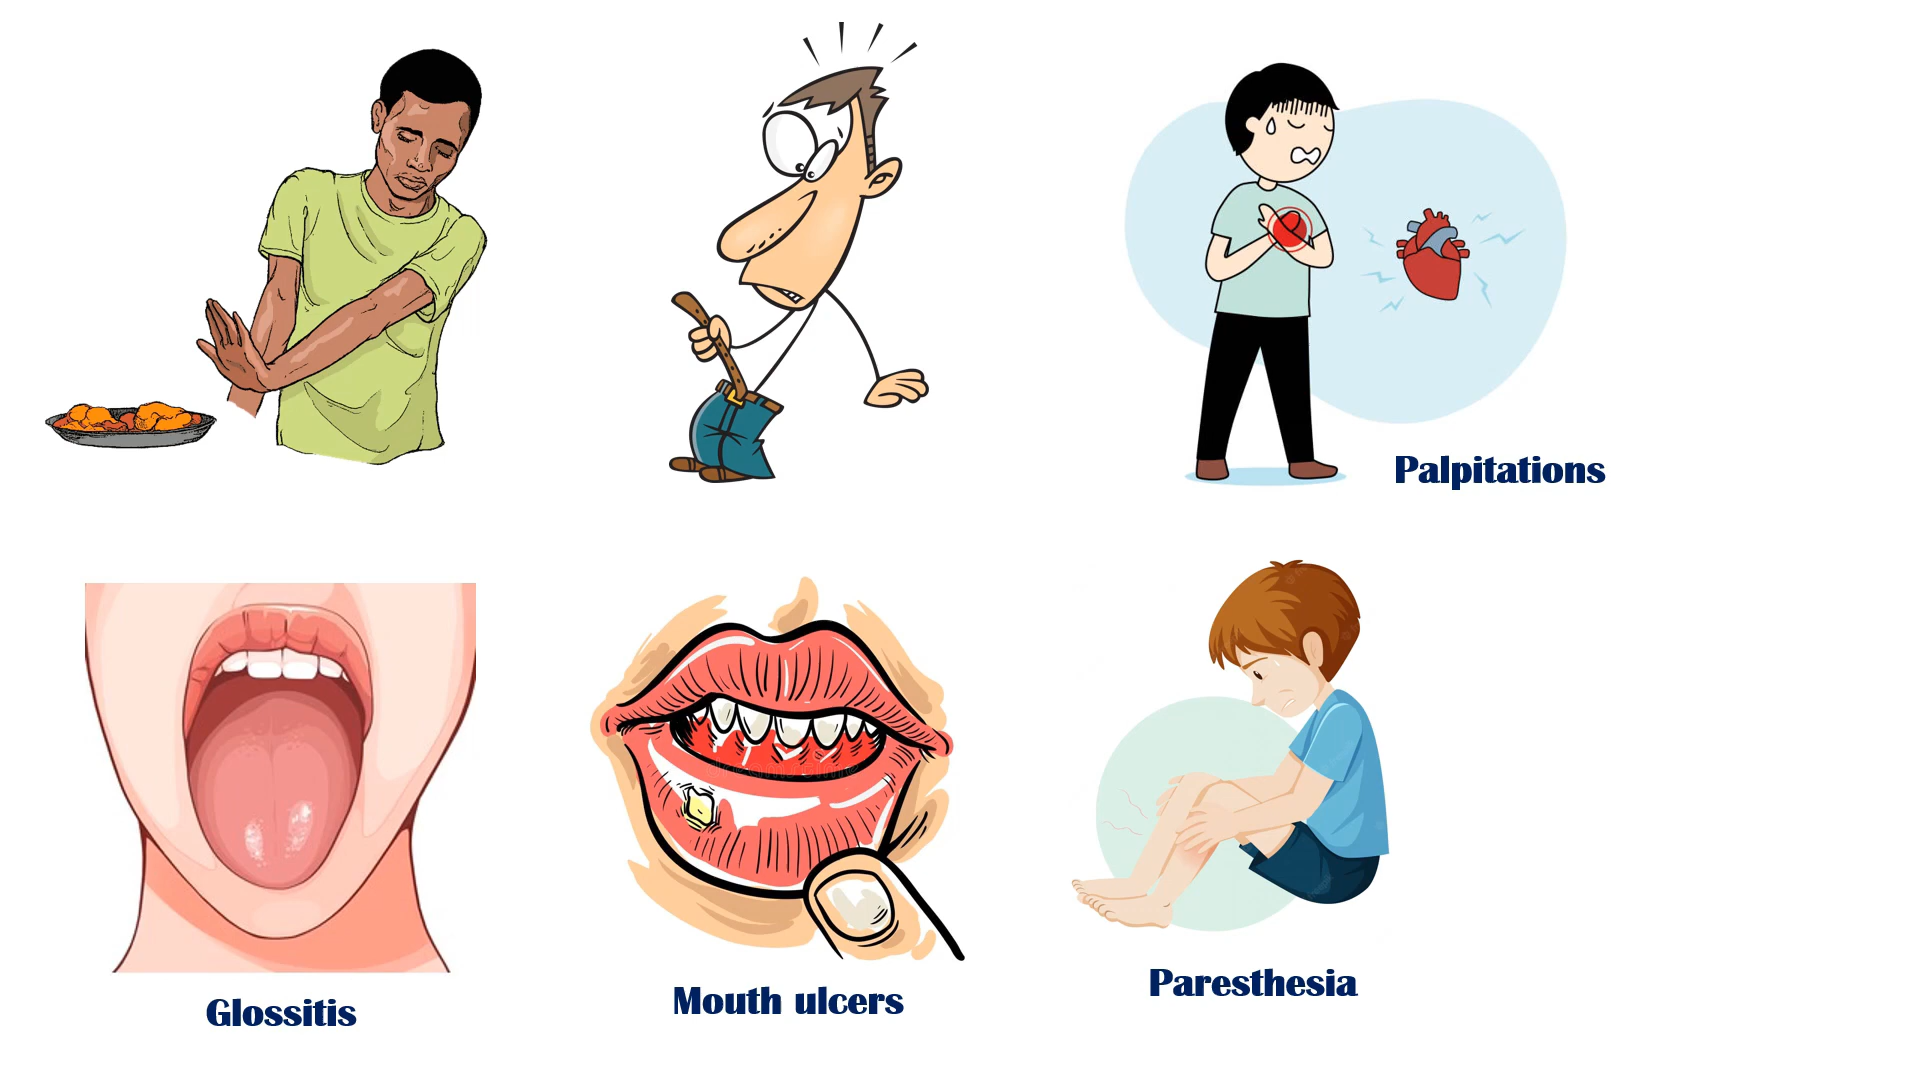 Palpitations
Glossitis
Mouth ulcers
Paresthesia